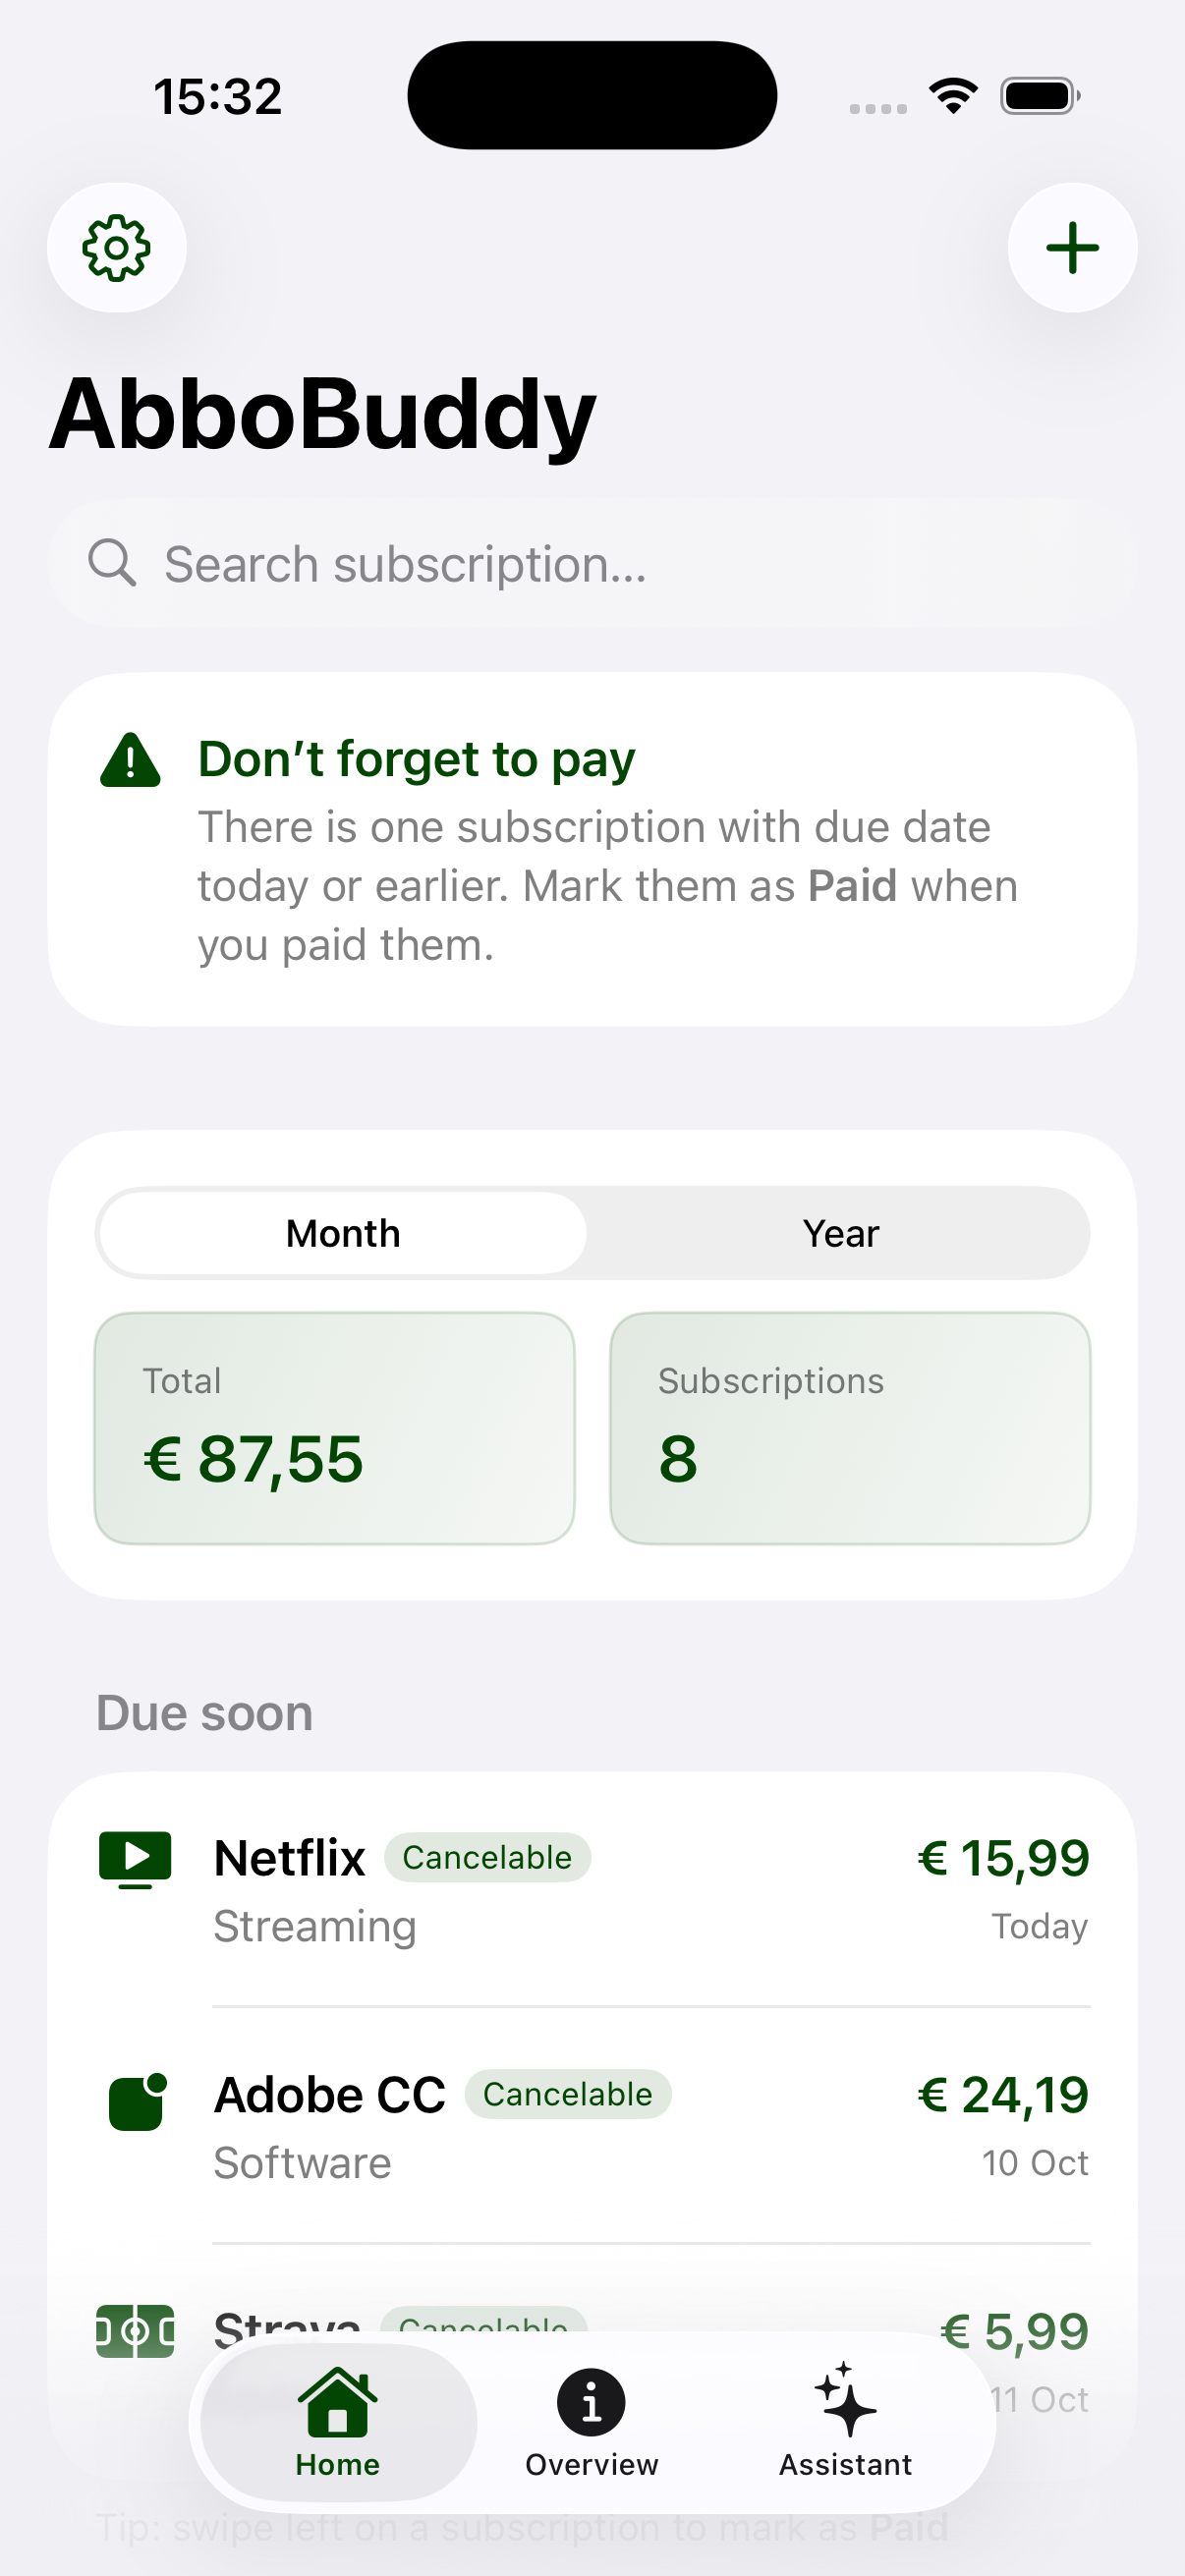 15:32
AbboBuddy
Search subscription...
Don't forget to pay
There is one subscription with due date
today or earlier. Mark them as Paid when
you paid them.
Month Year
Total Subscriptions
€ 87,55 8
Due soon
Netflix Cancelable € 15,99
Streaming Today
Adobe CC Cancelable € 24,19
Software 10 Oct
Strava Cancelable € 5,99
11 Oct
Home Overview Assistant
Tip: swipe left on a subscription to mark as Paid